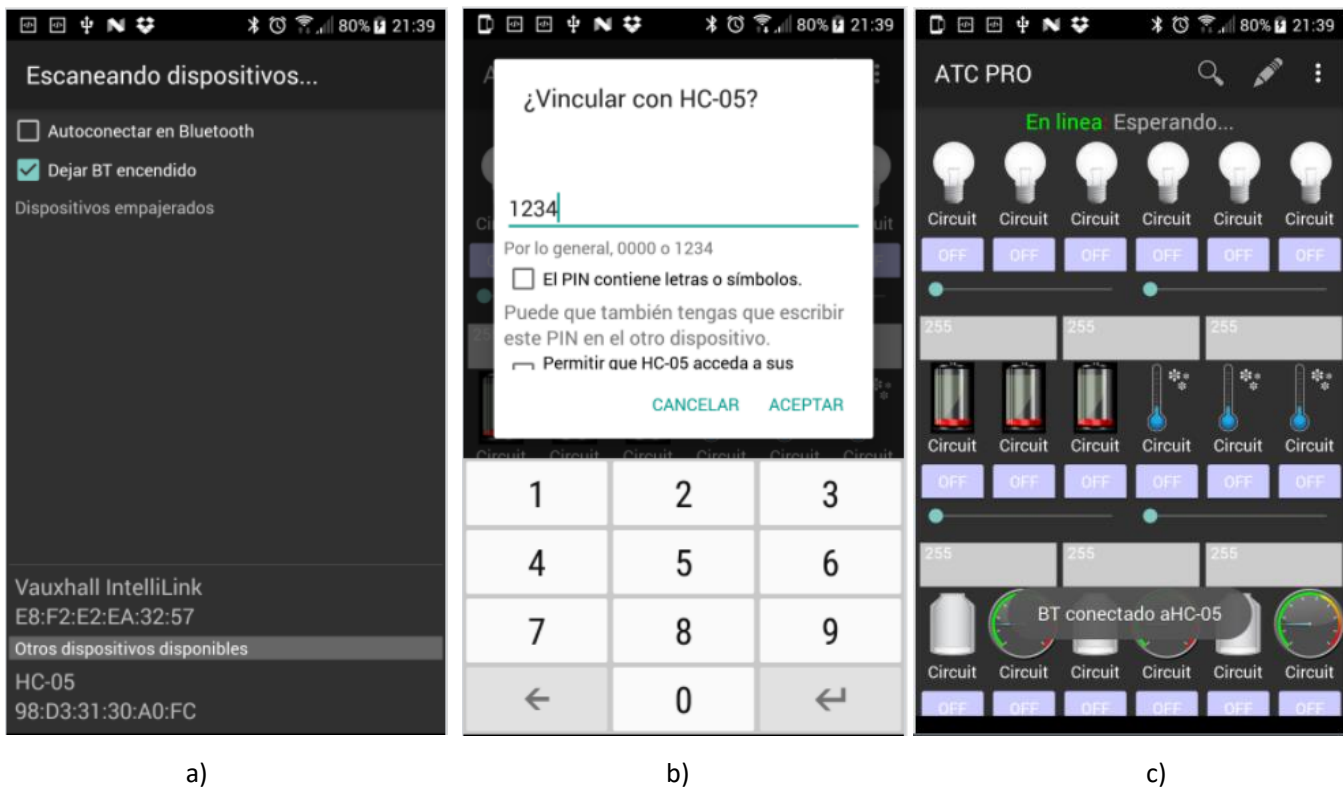 80% 21:39
Escaneando dispositivos...
Autoconectar en Bluetooth
Dejar BT encendido
Dispositivos empajerados
Vauxhall IntelliLink
E8:F2:E2:EA:32:57
Otros dispositivos disponibles
HC-05
98:D3:31:30:A0:FC
a)
80% 21:39
¿Vincular con HC-05?
1234
Por lo general, 0000 o 1234
El PIN contiene letras o símbolos.
Puede que también tengas que escribir
este PIN en el otro dispositivo.
Permitir que HC-05 acceda a sus
CANCELAR ACEPTAR
Circuit Circuit Circuit Circuit Circuit Circuit
1 2 3
4 5 6
7 8 9
0
b)
80% 21:39
ATC PRO
En linea: Esperando...
Circuit Circuit Circuit Circuit Circuit Circuit
OFF OFF OFF OFF OFF OFF
255 255 255
Circuit Circuit Circuit Circuit Circuit Circuit
OFF OFF OFF OFF OFF OFF
255 255 255
BT conectado aHC-05
Circuit Circuit Circuit Circuit Circuit Circuit
OFF OFF OFF OFF OFF OFF
c)